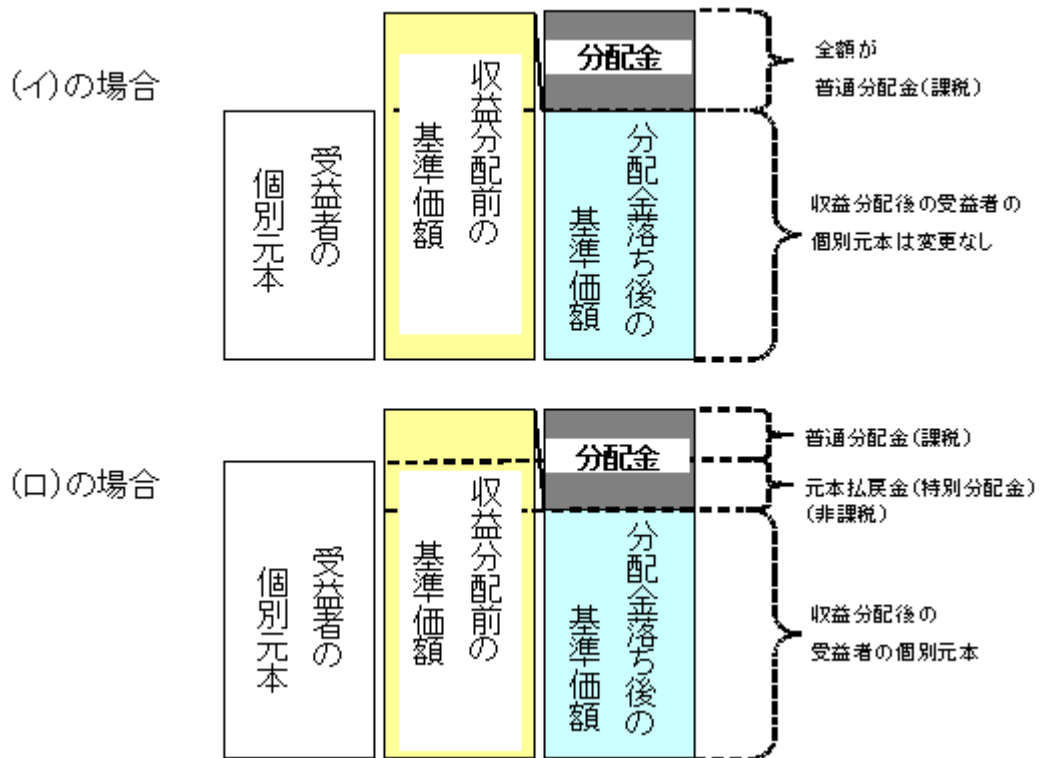 (イ)の場合
受益者の
個別元本
収益分配前の
基準価額
分配金
分配金落ち後の
基準価額
全額が
普通分配金(課税)
収益分配後の受益者の
個別元本は変更なし
(ロ)の場合
受益者の
個別元本
収益分配前の
基準価額
分配金
分配金落ち後の
基準価額
普通分配金(課税)
元本払戻金(特別分配金)
(非課税)
収益分配後の
受益者の個別元本